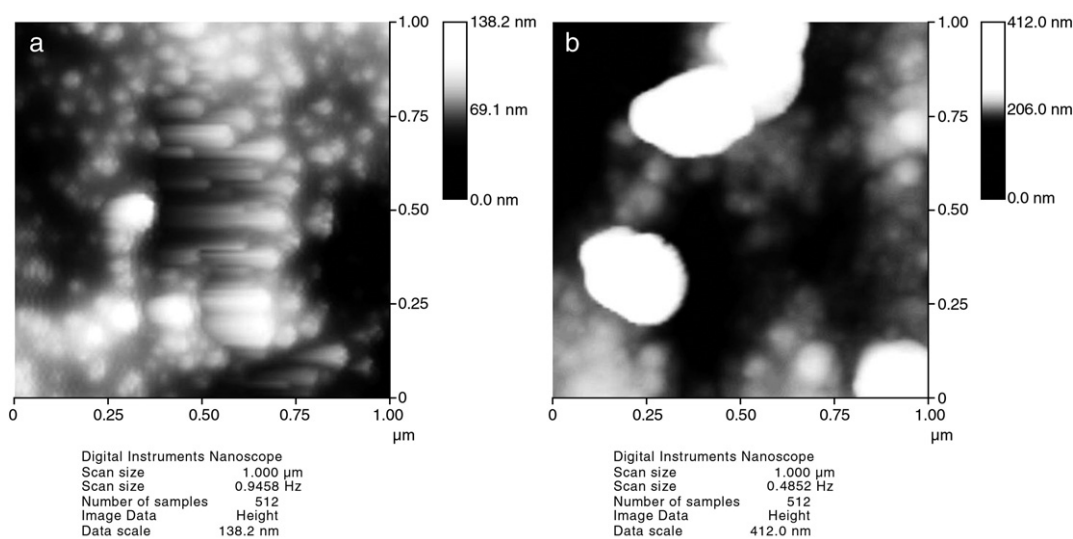 a
1.00
138.2 nm
0.75
69.1 nm
0.0 nm
0.50
0.25
0
0 0.25 0.50 0.75 1.00
µm
Digital Instruments Nanoscope
Scan size 1.000 µm
Scan size 0.9458 Hz
Number of samples 512
Image Data Height
Data scale 138.2 nm
b
1.00
412.0 nm
0.75
206.0 nm
0.0 nm
0.50
0.25
0
0 0.25 0.50 0.75 1.00
µm
Digital Instruments Nanoscope
Scan size 1.000 µm
Scan size 0.4852 Hz
Number of samples 512
Image Data Height
Data scale 412.0 nm